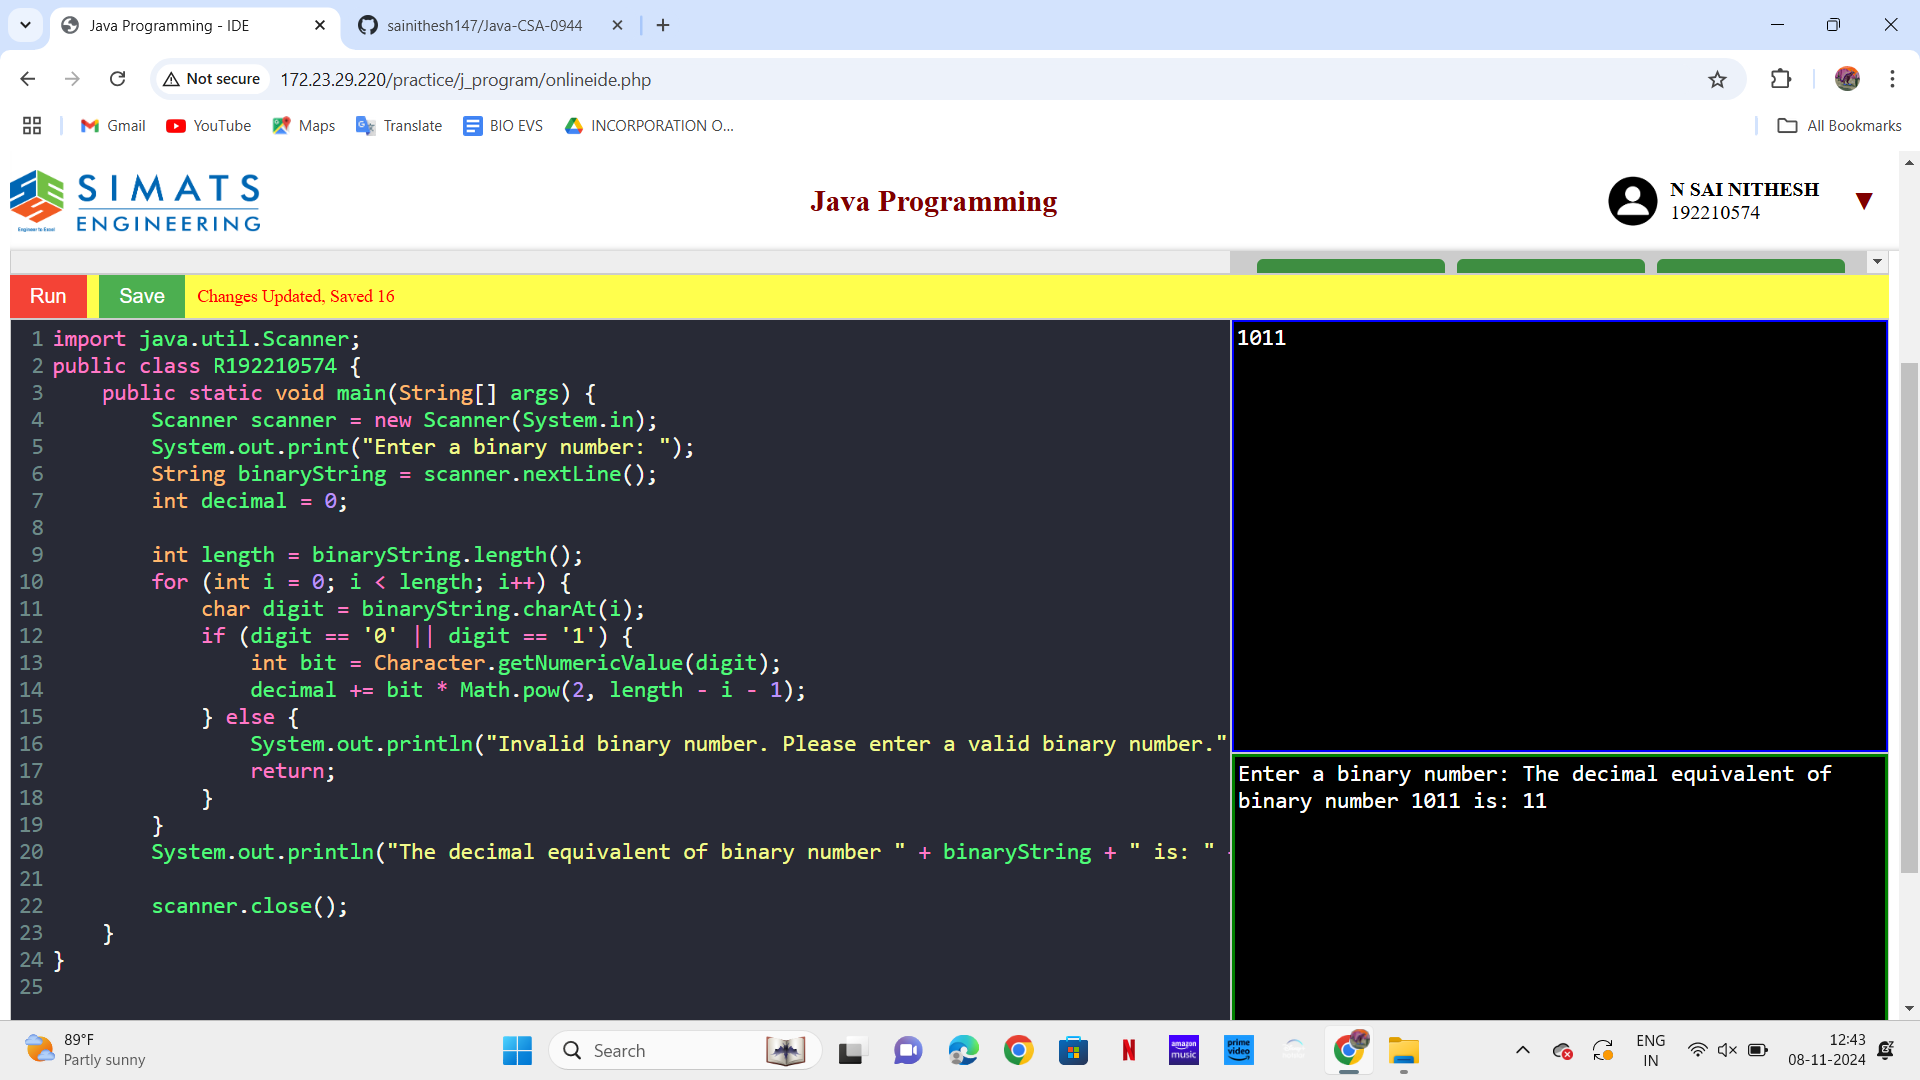 Java Programming - IDE
sainithesh147/Java-CSA-0944
Not secure
172.23.29.220/practice/j_program/onlineide.php
Gmail
YouTube
Maps
Translate
BIO EVS
INCORPORATION O...
All Bookmarks
SIMATS
ENGINEERING
Engineer to Excel
Java Programming
N SAI NITHESH
192210574
Run
Save
Changes Updated, Saved 16
1 import java.util.Scanner;
2 public class R192210574 {
3     public static void main(String[] args) {
4         Scanner scanner = new Scanner(System.in);
5         System.out.print("Enter a binary number: ");
6         String binaryString = scanner.nextLine();
7         int decimal = 0;
8
9         int length = binaryString.length();
10         for (int i = 0; i < length; i++) {
11             char digit = binaryString.charAt(i);
12             if (digit == '0' || digit == '1') {
13                 int bit = Character.getNumericValue(digit);
14                 decimal += bit * Math.pow(2, length - i - 1);
15             } else {
16                 System.out.println("Invalid binary number. Please enter a valid binary number."
17                 return;
18             }
19         }
20         System.out.println("The decimal equivalent of binary number " + binaryString + " is: "
21
22         scanner.close();
23     }
24 }
25
1011
Enter a binary number: The decimal equivalent of
binary number 1011 is: 11
89°F
Partly sunny
Search
amazon
music
prime
video
ENG
IN
12:43
08-11-2024